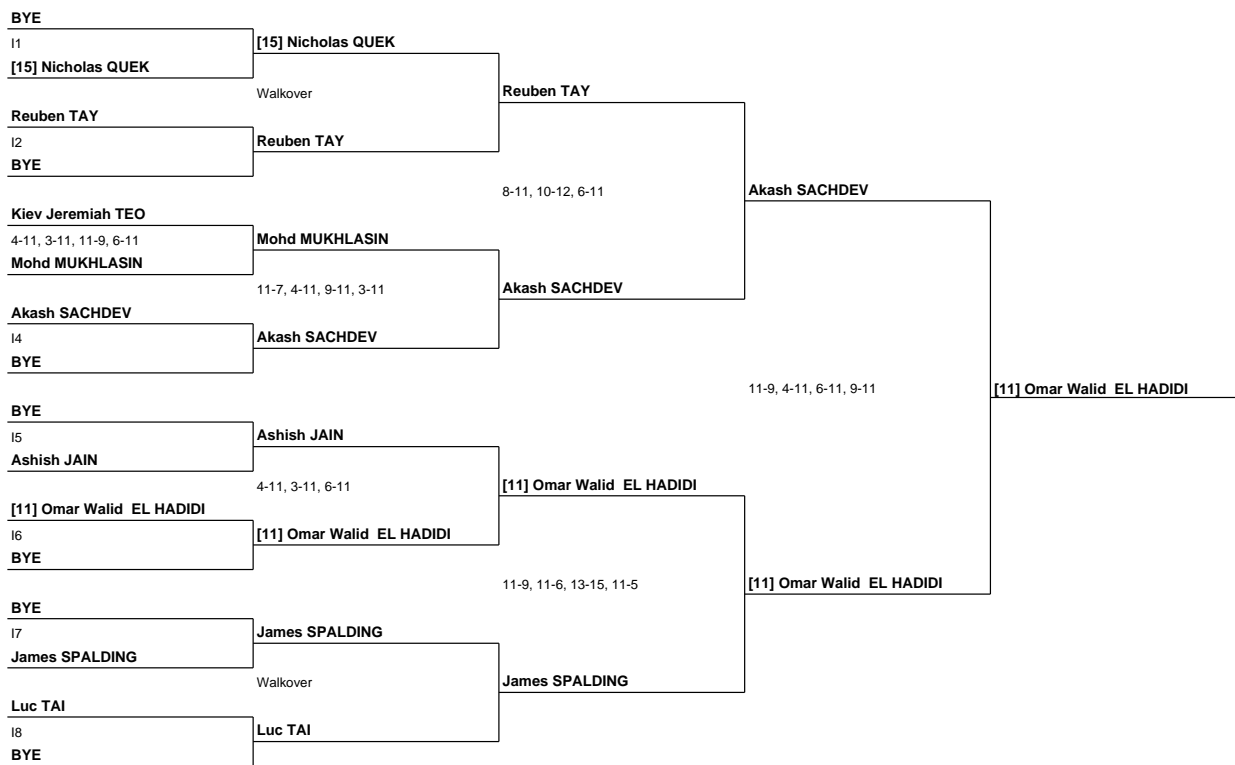 BYE
I1
[15] Nicholas QUEK
[15] Nicholas QUEK
Walkover
Reuben TAY
Reuben TAY
I2
Reuben TAY
BYE
8-11, 10-12, 6-11
Akash SACHDEV
Kiev Jeremiah TEO
4-11, 3-11, 11-9, 6-11
Mohd MUKHLASIN
Mohd MUKHLASIN
11-7, 4-11, 9-11, 3-11
Akash SACHDEV
Akash SACHDEV
I4
Akash SACHDEV
BYE
11-9, 4-11, 6-11, 9-11
[11] Omar Walid EL HADIDI
BYE
I5
Ashish JAIN
Ashish JAIN
4-11, 3-11, 6-11
[11] Omar Walid EL HADIDI
[11] Omar Walid EL HADIDI
I6
[11] Omar Walid EL HADIDI
BYE
11-9, 11-6, 13-15, 11-5
[11] Omar Walid EL HADIDI
BYE
I7
James SPALDING
James SPALDING
Walkover
James SPALDING
Luc TAI
I8
Luc TAI
BYE